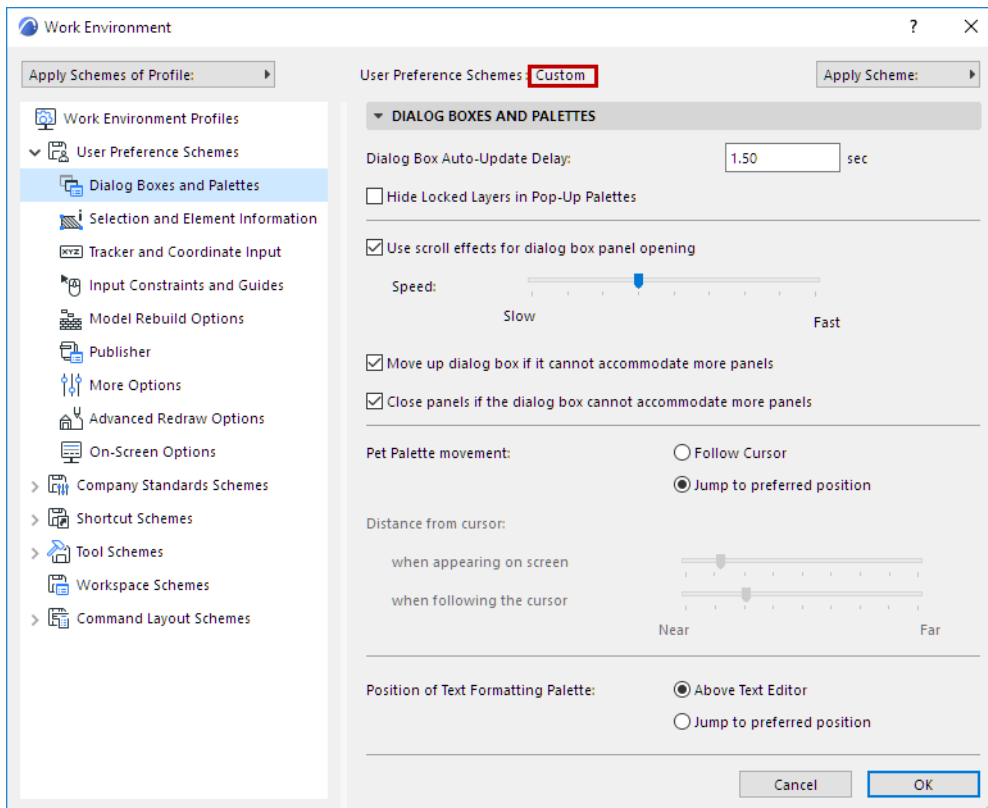 Work Environment
?
Apply Schemes of Profile:
User Preference Schemes: Custom
Apply Scheme:
Work Environment Profiles
User Preference Schemes
Dialog Boxes and Palettes
Selection and Element Information
XYZ Tracker and Coordinate Input
Input Constraints and Guides
Model Rebuild Options
Publisher
More Options
Advanced Redraw Options
On-Screen Options
Company Standards Schemes
Shortcut Schemes
Tool Schemes
Workspace Schemes
Command Layout Schemes
DIALOG BOXES AND PALETTES
Dialog Box Auto-Update Delay: 1.50 sec
Hide Locked Layers in Pop-Up Palettes
Use scroll effects for dialog box panel opening
Speed:
Slow Fast
Move up dialog box if it cannot accommodate more panels
Close panels if the dialog box cannot accommodate more panels
Pet Palette movement: Follow Cursor
Jump to preferred position
Distance from cursor:
when appearing on screen
when following the cursor
Near Far
Position of Text Formatting Palette: Above Text Editor
Jump to preferred position
Cancel OK